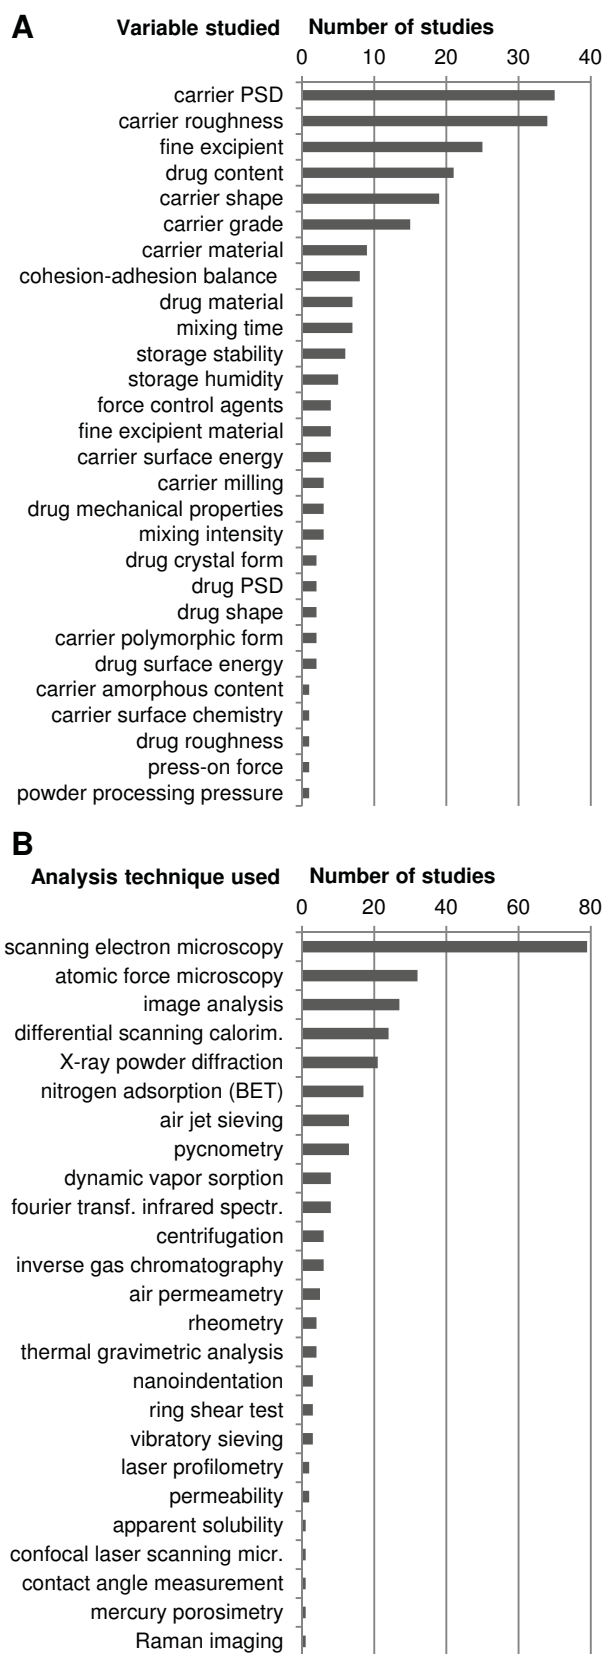 A Variable studied Number of studies
0 10 20 30 40
carrier PSD
carrier roughness
fine excipient
drug content
carrier shape
carrier grade
carrier material
cohesion-adhesion balance
drug material
mixing time
storage stability
storage humidity
force control agents
fine excipient material
carrier surface energy
carrier milling
drug mechanical properties
mixing intensity
drug crystal form
drug PSD
drug shape
carrier polymorphic form
drug surface energy
carrier amorphous content
carrier surface chemistry
drug roughness
press-on force
powder processing pressure
B
Analysis technique used Number of studies
0 20 40 60 80
scanning electron microscopy
atomic force microscopy
image analysis
differential scanning calorim.
X-ray powder diffraction
nitrogen adsorption (BET)
air jet sieving
pycnometry
dynamic vapor sorption
fourier transf. infrared spectr.
centrifugation
inverse gas chromatography
air permeametry
rheometry
thermal gravimetric analysis
nanoindentation
ring shear test
vibratory sieving
laser profilometry
permeability
apparent solubility
confocal laser scanning micr.
contact angle measurement
mercury porosimetry
Raman imaging